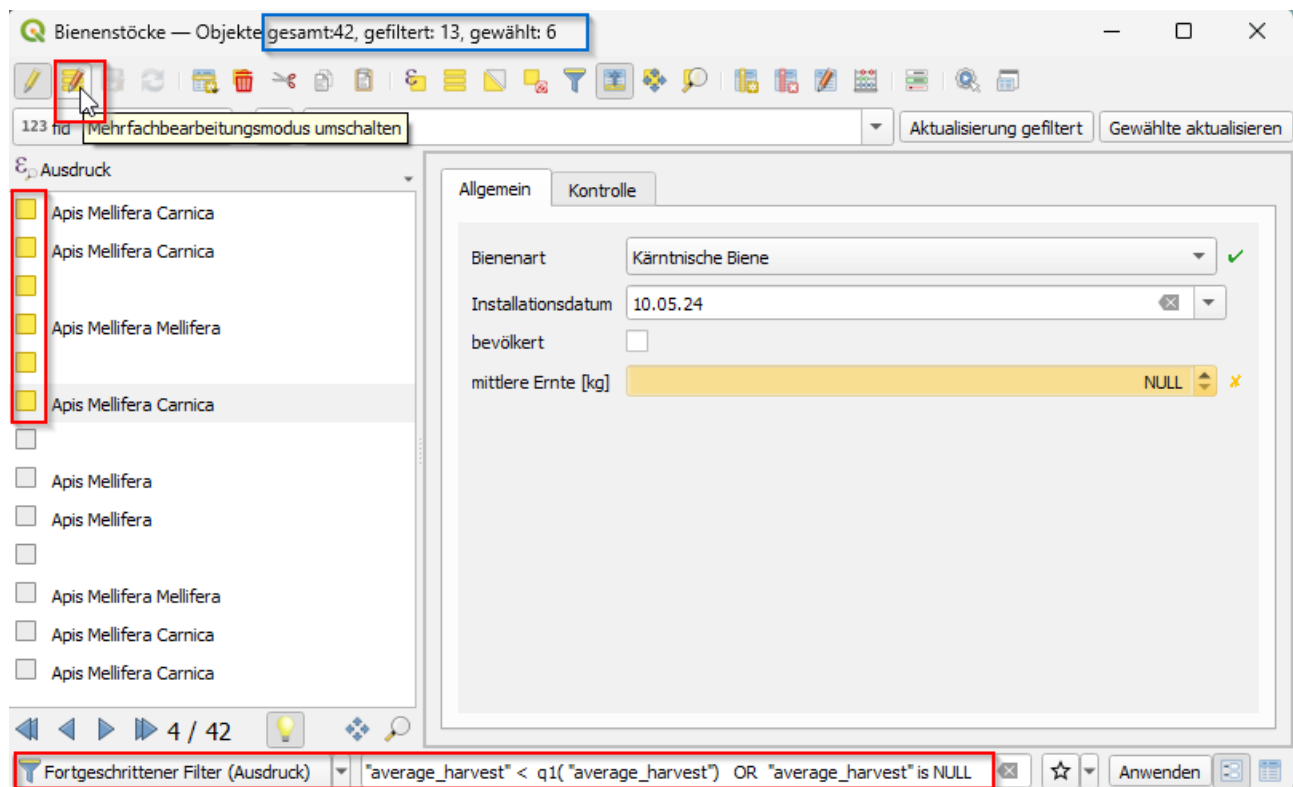 Bienenstöcke — Objekte gesamt:42, gefiltert: 13, gewählt: 6
123 fid
Mehrfachbearbeitungsmodus umschalten
Aktualisierung gefiltert
Gewählte aktualisieren
Ausdruck
Apis Mellifera Carnica
Apis Mellifera Carnica
Apis Mellifera Mellifera
Apis Mellifera Carnica
Apis Mellifera
Apis Mellifera
Apis Mellifera Mellifera
Apis Mellifera Carnica
Apis Mellifera Carnica
4 / 42
Allgemein
Kontrolle
Bienenart
Kärntnische Biene
Installationsdatum
10.05.24
bevölkert
mittlere Ernte [kg]
NULL
Fortgeschrittener Filter (Ausdruck)
"average_harvest" < q1( "average_harvest") OR "average_harvest" is NULL
Anwenden